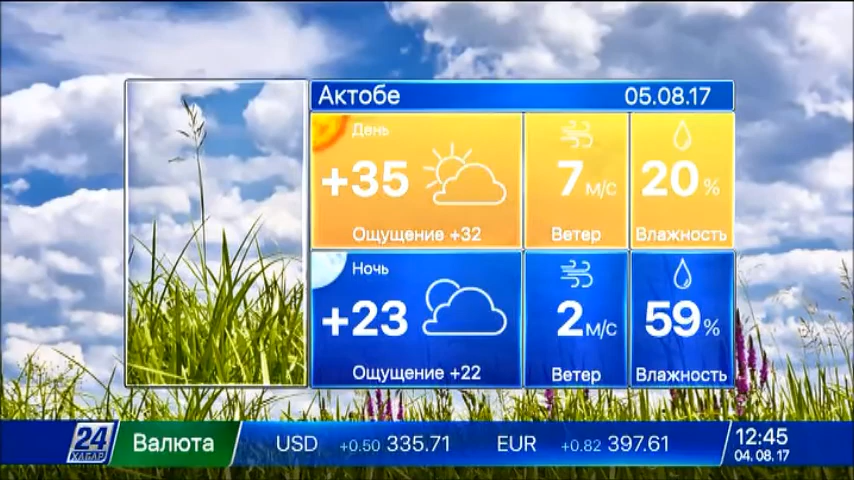 Актобе 05.08.17
День
+35 7 м/с 20 %
Ощущение +32 Ветер Влажность
Ночь
+23 2 м/с 59 %
Ощущение +22 Ветер Влажность
24 ХАБАР Валюта USD +0.50 335.71 EUR +0.82 397.61 12:45
04.08.17